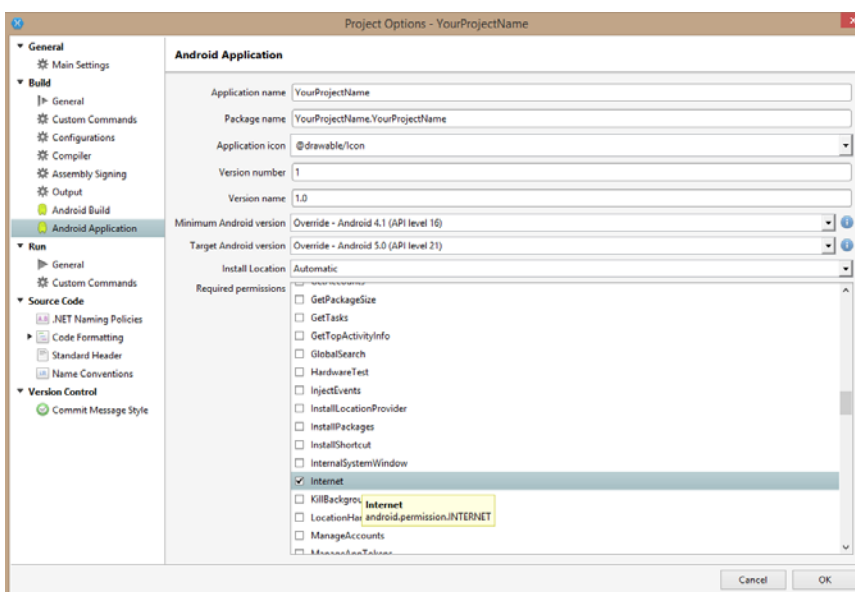 Project Options - YourProjectName
General
Main Settings
Build
General
Custom Commands
Configurations
Compiler
Assembly Signing
Output
Android Build
Android Application
Run
General
Custom Commands
Source Code
.NET Naming Policies
Code Formatting
Standard Header
Name Conventions
Version Control
Commit Message Style
Android Application
Application name YourProjectName
Package name YourProjectName.YourProjectName
Application icon @drawable/Icon
Version number 1
Version name 1.0
Minimum Android version Override - Android 4.1 (API level 16)
Target Android version Override - Android 5.0 (API level 21)
Install Location Automatic
Required permissions
GetPackageSize
GetTasks
GetTopActivityInfo
GlobalSearch
HardwareTest
InjectEvents
InstallLocationProvider
InstallPackages
InstallShortcut
InternalSystemWindow
Internet
KillBackgrou
Internet
LocationHar
android.permission.INTERNET
ManageAccounts
ManageAppTokens
Cancel OK